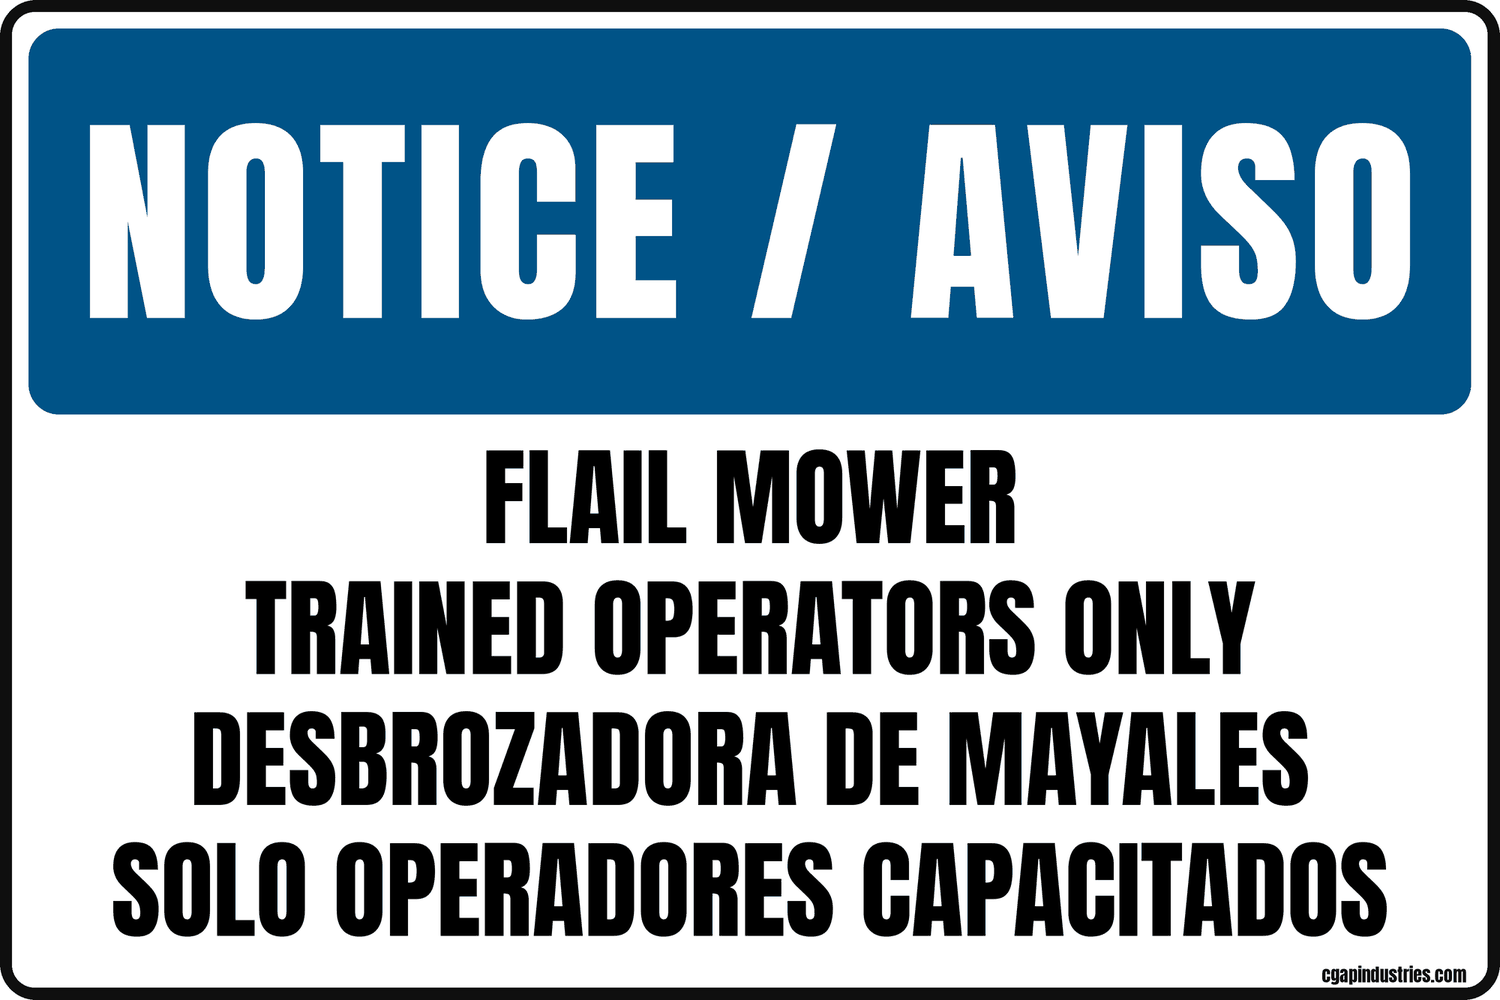 NOTICE / AVISO
FLAIL MOWER
TRAINED OPERATORS ONLY
DESBROZADORA DE MAYALES
SOLO OPERADORES CAPACITADOS
cgapindustries.com